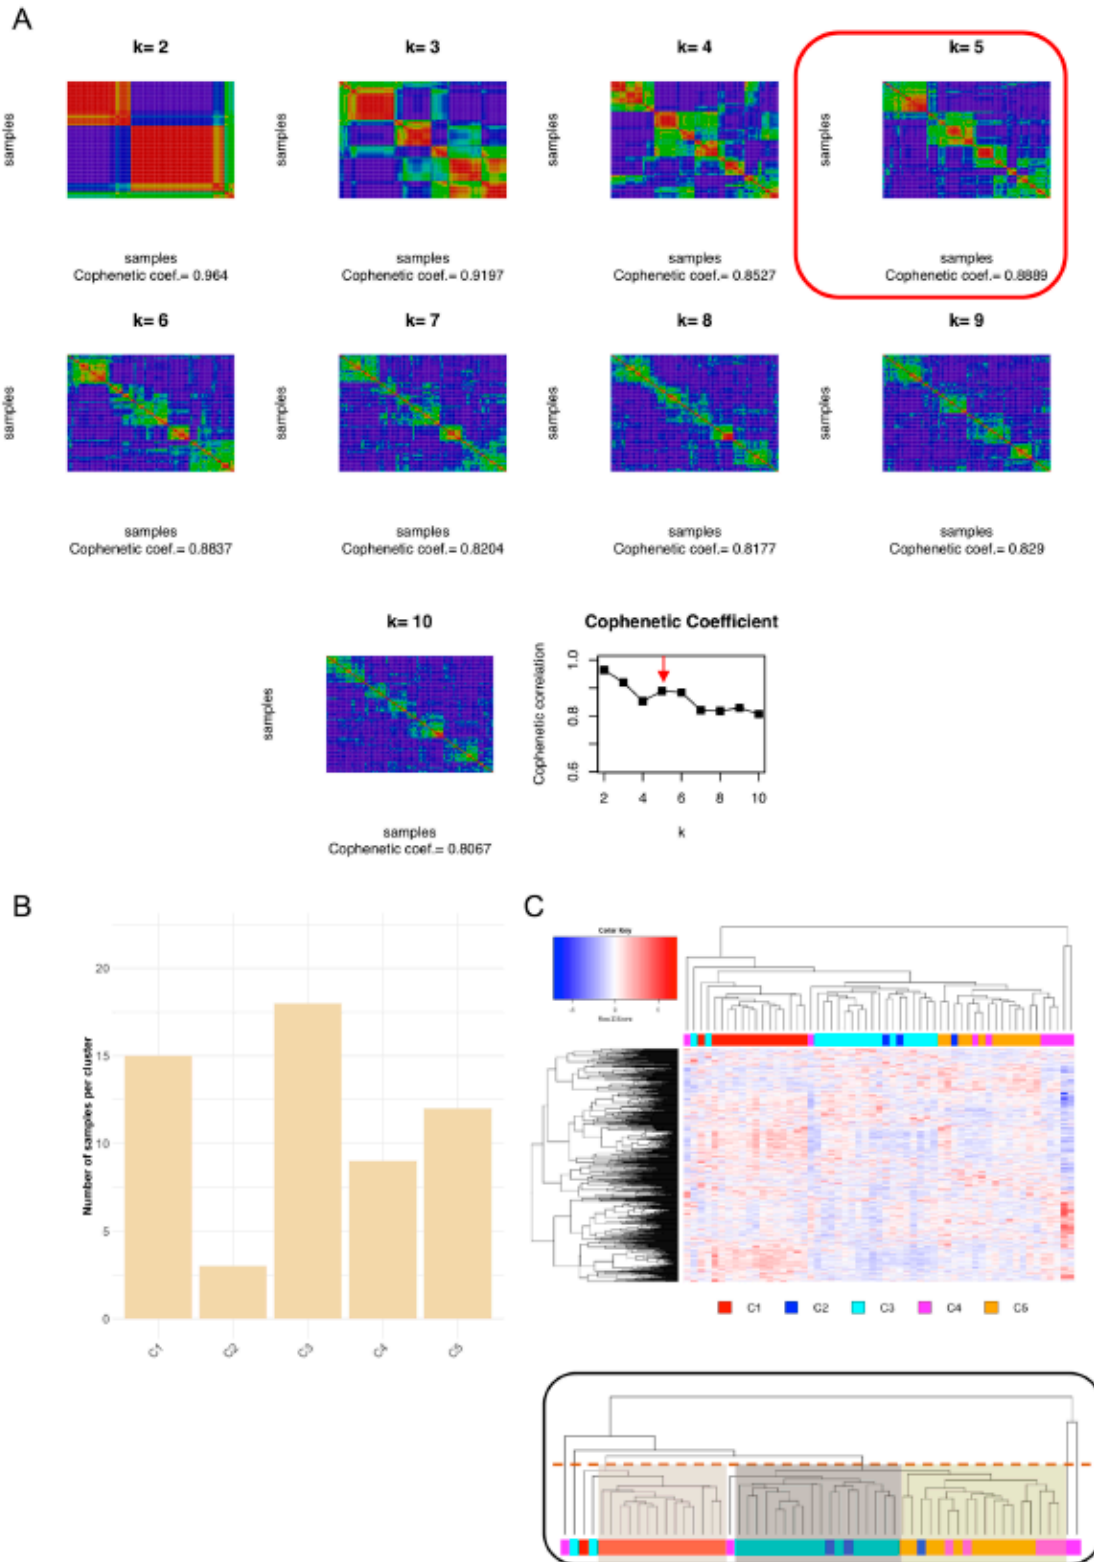 A
k= 2
k= 3
k= 4
k= 5
samples
samples
samples
samples
samples
samples
samples
samples
Cophenetic coef.= 0.964
Cophenetic coef.= 0.9197
Cophenetic coef.= 0.8527
Cophenetic coef.= 0.8889
k= 6
k= 7
k= 8
k= 9
samples
samples
samples
samples
samples
samples
samples
samples
Cophenetic coef.= 0.8837
Cophenetic coef.= 0.8204
Cophenetic coef.= 0.8177
Cophenetic coef.= 0.829
k= 10
Cophenetic Coefficient
samples
Cophenetic correlation
1.0
0.8
0.6
2 4 6 8 10
k
samples
Cophenetic coef.= 0.8067
B
Number of samples per cluster
20
15
10
5
0
C1
C2
C3
C4
C5
C
Color Key
0
Row Z-Score
C1
C2
C3
C4
C5